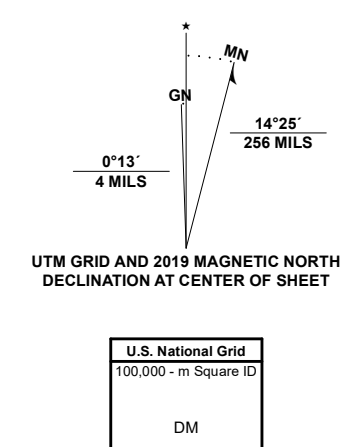 ★
MN
GN
14°25´
256 MILS
0°13´
4 MILS
UTM GRID AND 2019 MAGNETIC NORTH
DECLINATION AT CENTER OF SHEET
U.S. National Grid
100,000 - m Square ID
DM